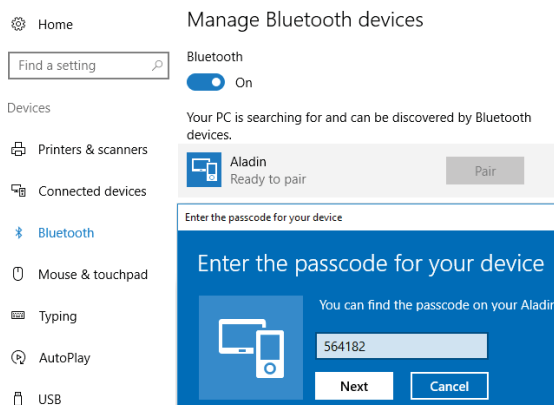 Home
Find a setting
Devices
Printers & scanners
Connected devices
Bluetooth
Mouse & touchpad
Typing
AutoPlay
USB
Manage Bluetooth devices
Bluetooth
On
Your PC is searching for and can be discovered by Bluetooth
devices.
Aladin
Ready to pair
Pair
Enter the passcode for your device
Enter the passcode for your device
You can find the passcode on your Aladin
564182
Next
Cancel